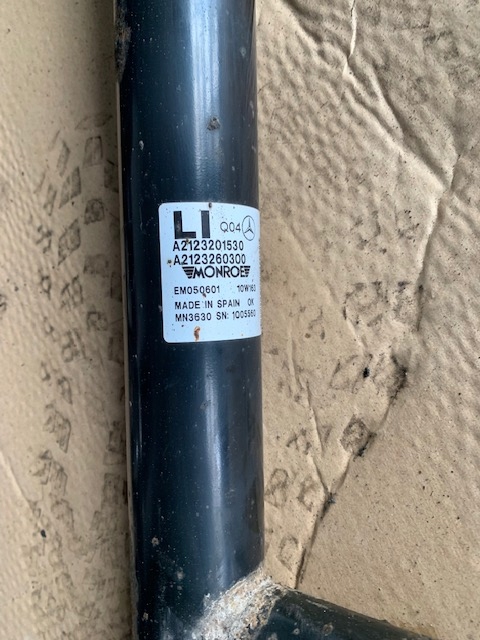 LI Q04
A2123201530
A2123260300
MONROE
EM050601 10W163
MADE IN SPAIN OK
MN3630 SN: 1005560